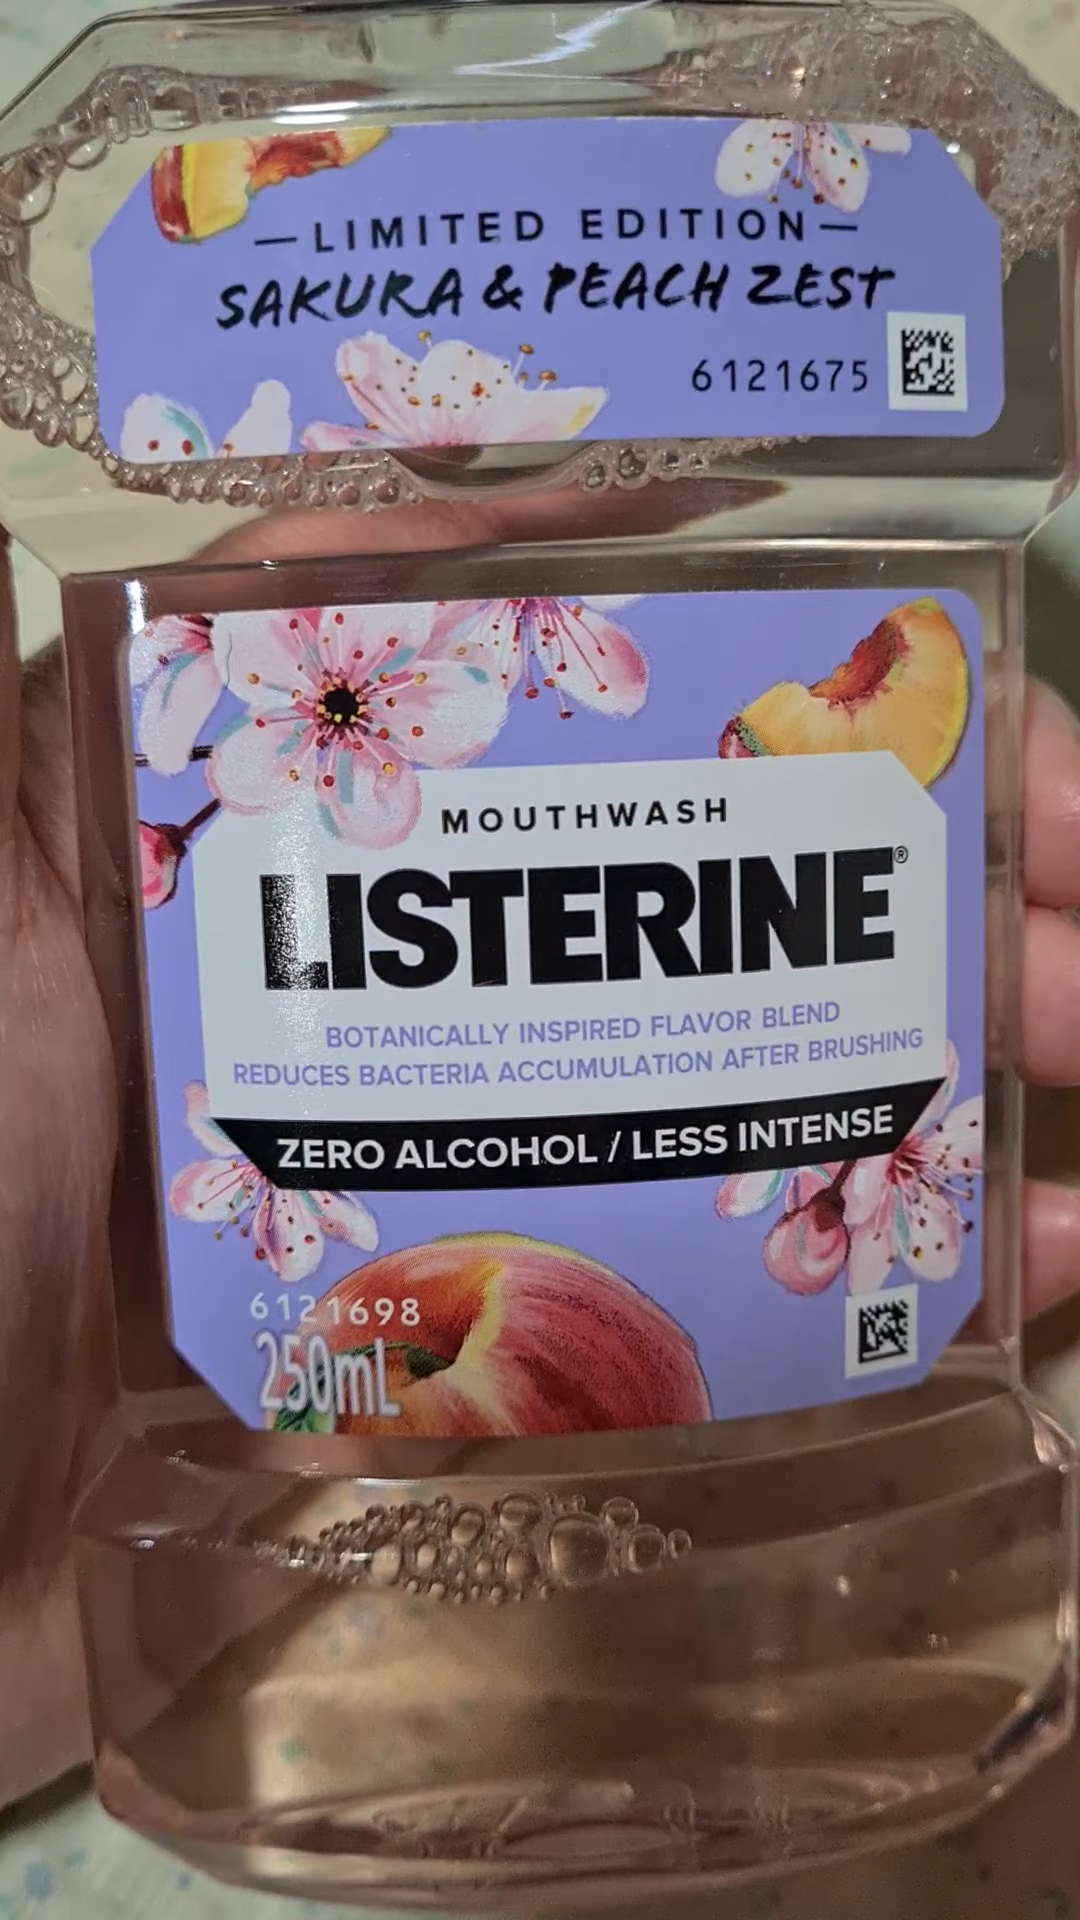 LIMITED EDITION
SAKURA & PEACH ZEST
6121675
MOUTHWASH
LISTERINE®
BOTANICALLY INSPIRED FLAVOR BLEND
REDUCES BACTERIA ACCUMULATION AFTER BRUSHING
ZERO ALCOHOL / LESS INTENSE
6121698
250mL